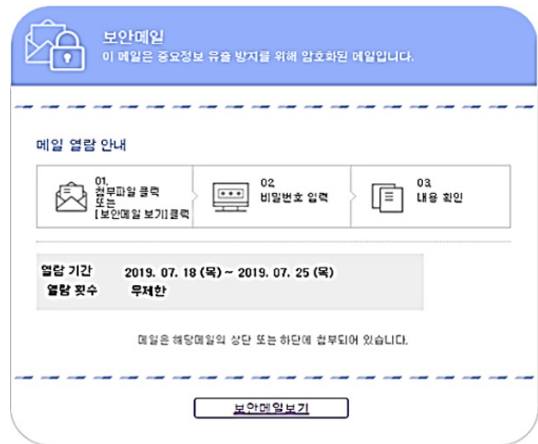 보안메일
이 메일은 중요정보 유출 방지를 위해 암호화된 메일입니다.
메일 열람 안내
01.
첨부파일 클릭
또는
[보안메일 보기]클릭
02.
비밀번호 입력
03.
내용 확인
열람 기간 2019. 07. 18 (목) ~ 2019. 07. 25 (목)
열람 횟수 무제한
메일은 해당메일의 상단 또는 하단에 첨부되어 있습니다.
보안메일보기